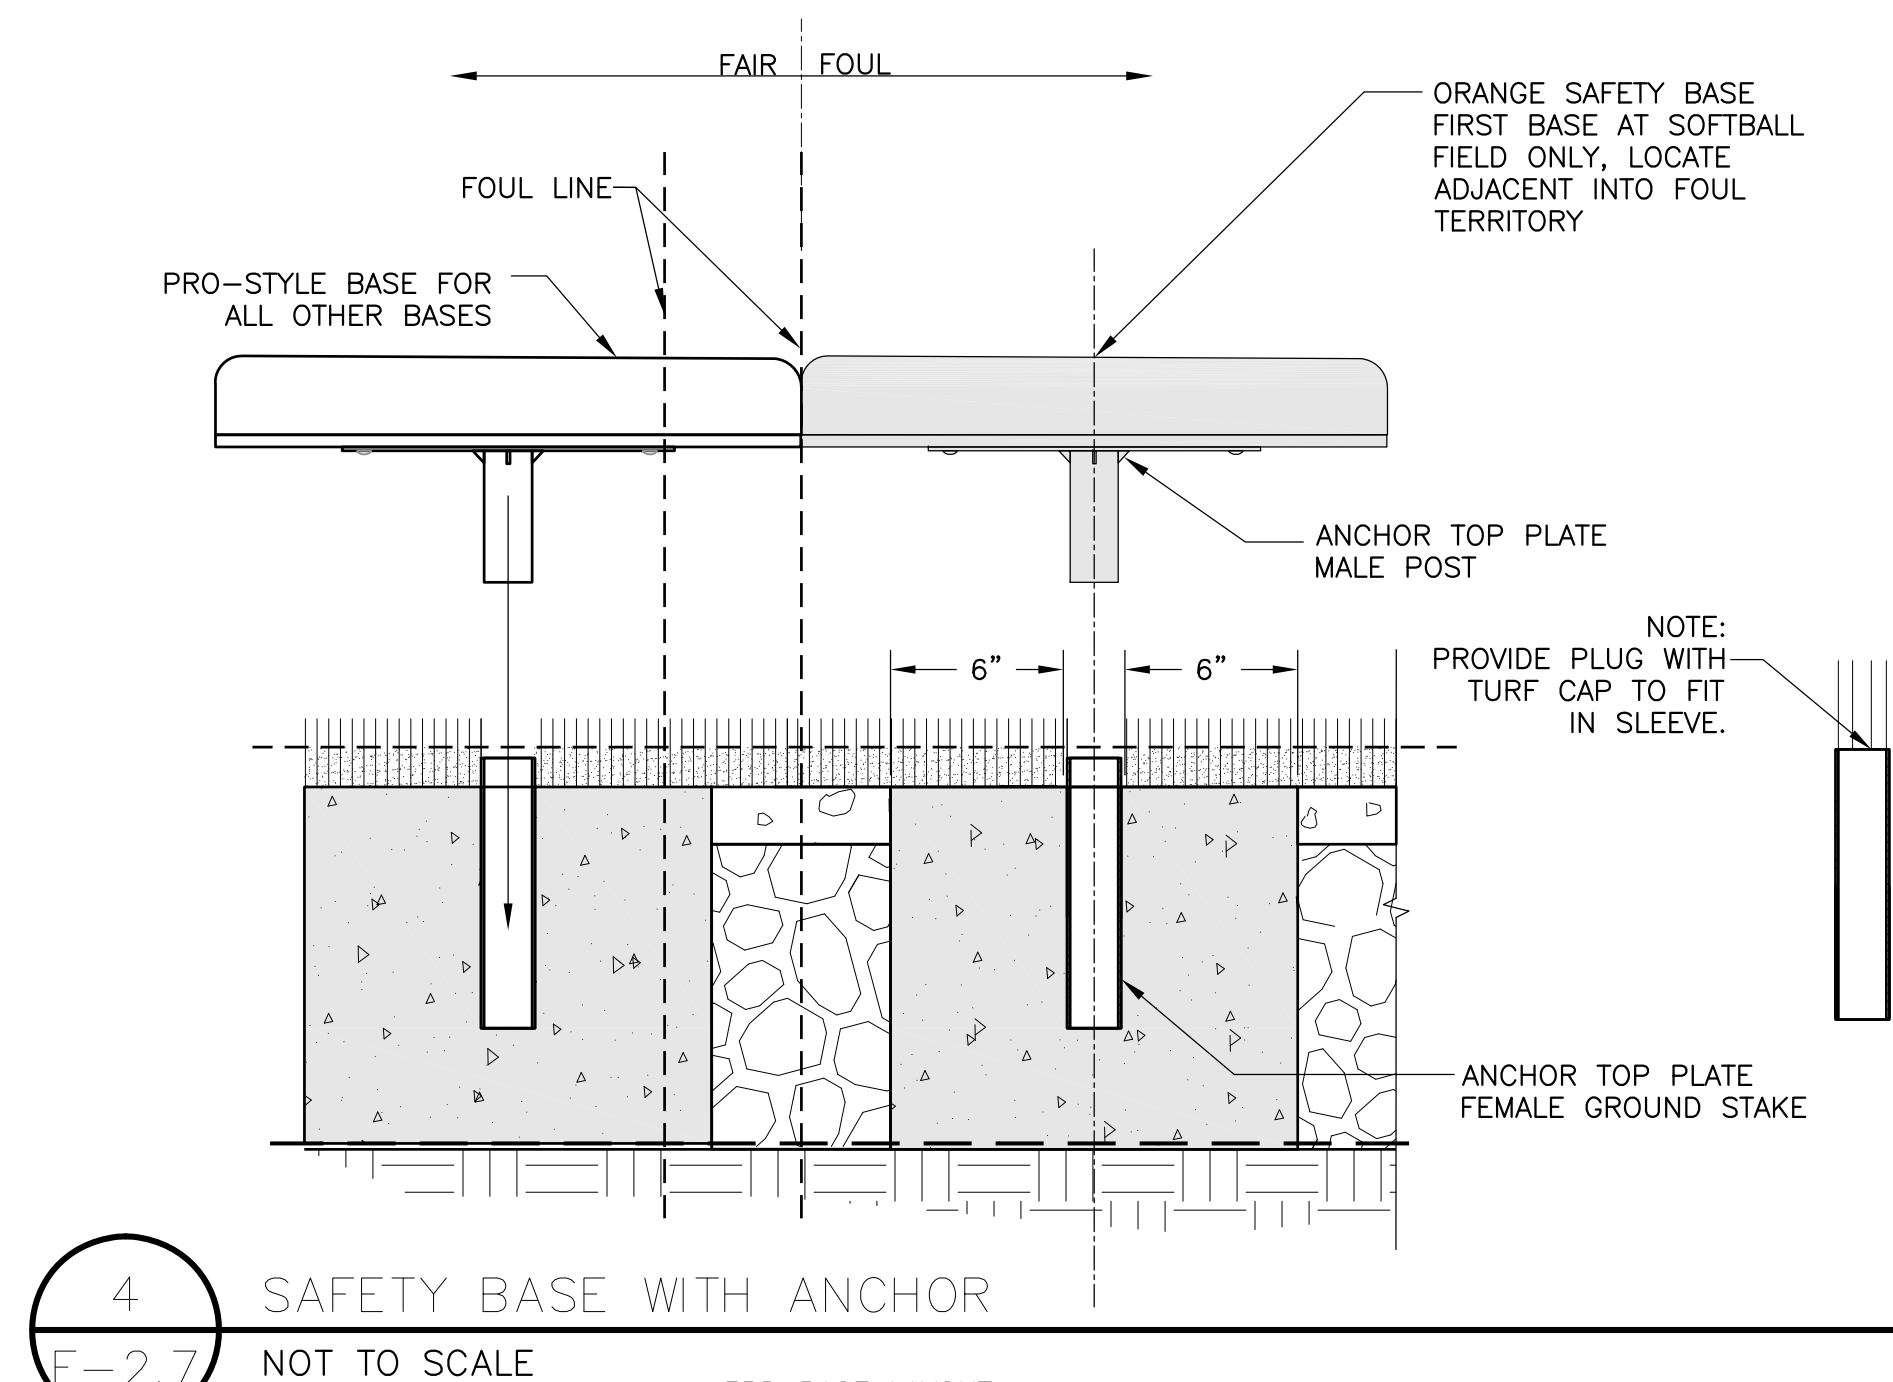 FAIR FOUL
ORANGE SAFETY BASE
FIRST BASE AT SOFTBALL
FIELD ONLY, LOCATE
ADJACENT INTO FOUL
TERRITORY
FOUL LINE
PRO-STYLE BASE FOR
ALL OTHER BASES
ANCHOR TOP PLATE
MALE POST
NOTE:
PROVIDE PLUG WITH
TURF CAP TO FIT
IN SLEEVE.
6" 6"
ANCHOR TOP PLATE
FEMALE GROUND STAKE
4
SAFETY BASE WITH ANCHOR
NOT TO SCALE